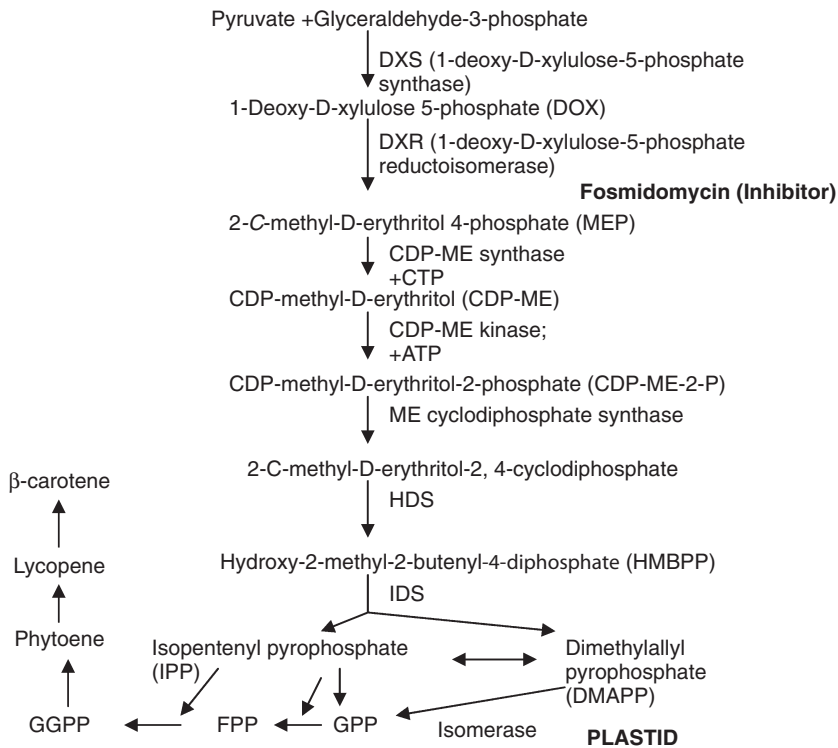 Pyruvate +Glyceraldehyde-3-phosphate
DXS (1-deoxy-D-xylulose-5-phosphate
synthase)
1-Deoxy-D-xylulose 5-phosphate (DOX)
DXR (1-deoxy-D-xylulose-5-phosphate
reductoisomerase)
Fosmidomycin (Inhibitor)
2-C-methyl-D-erythritol 4-phosphate (MEP)
CDP-ME synthase
+CTP
CDP-methyl-D-erythritol (CDP-ME)
CDP-ME kinase;
+ATP
CDP-methyl-D-erythritol-2-phosphate (CDP-ME-2-P)
ME cyclodiphosphate synthase
2-C-methyl-D-erythritol-2, 4-cyclodiphosphate
β-carotene
HDS
Hydroxy-2-methyl-2-butenyl-4-diphosphate (HMBPP)
Lycopene
IDS
Phytoene
Isopentenyl pyrophosphate
(IPP)
Dimethylallyl
pyrophosphate
(DMAPP)
GGPP
FPP
GPP
Isomerase
PLASTID